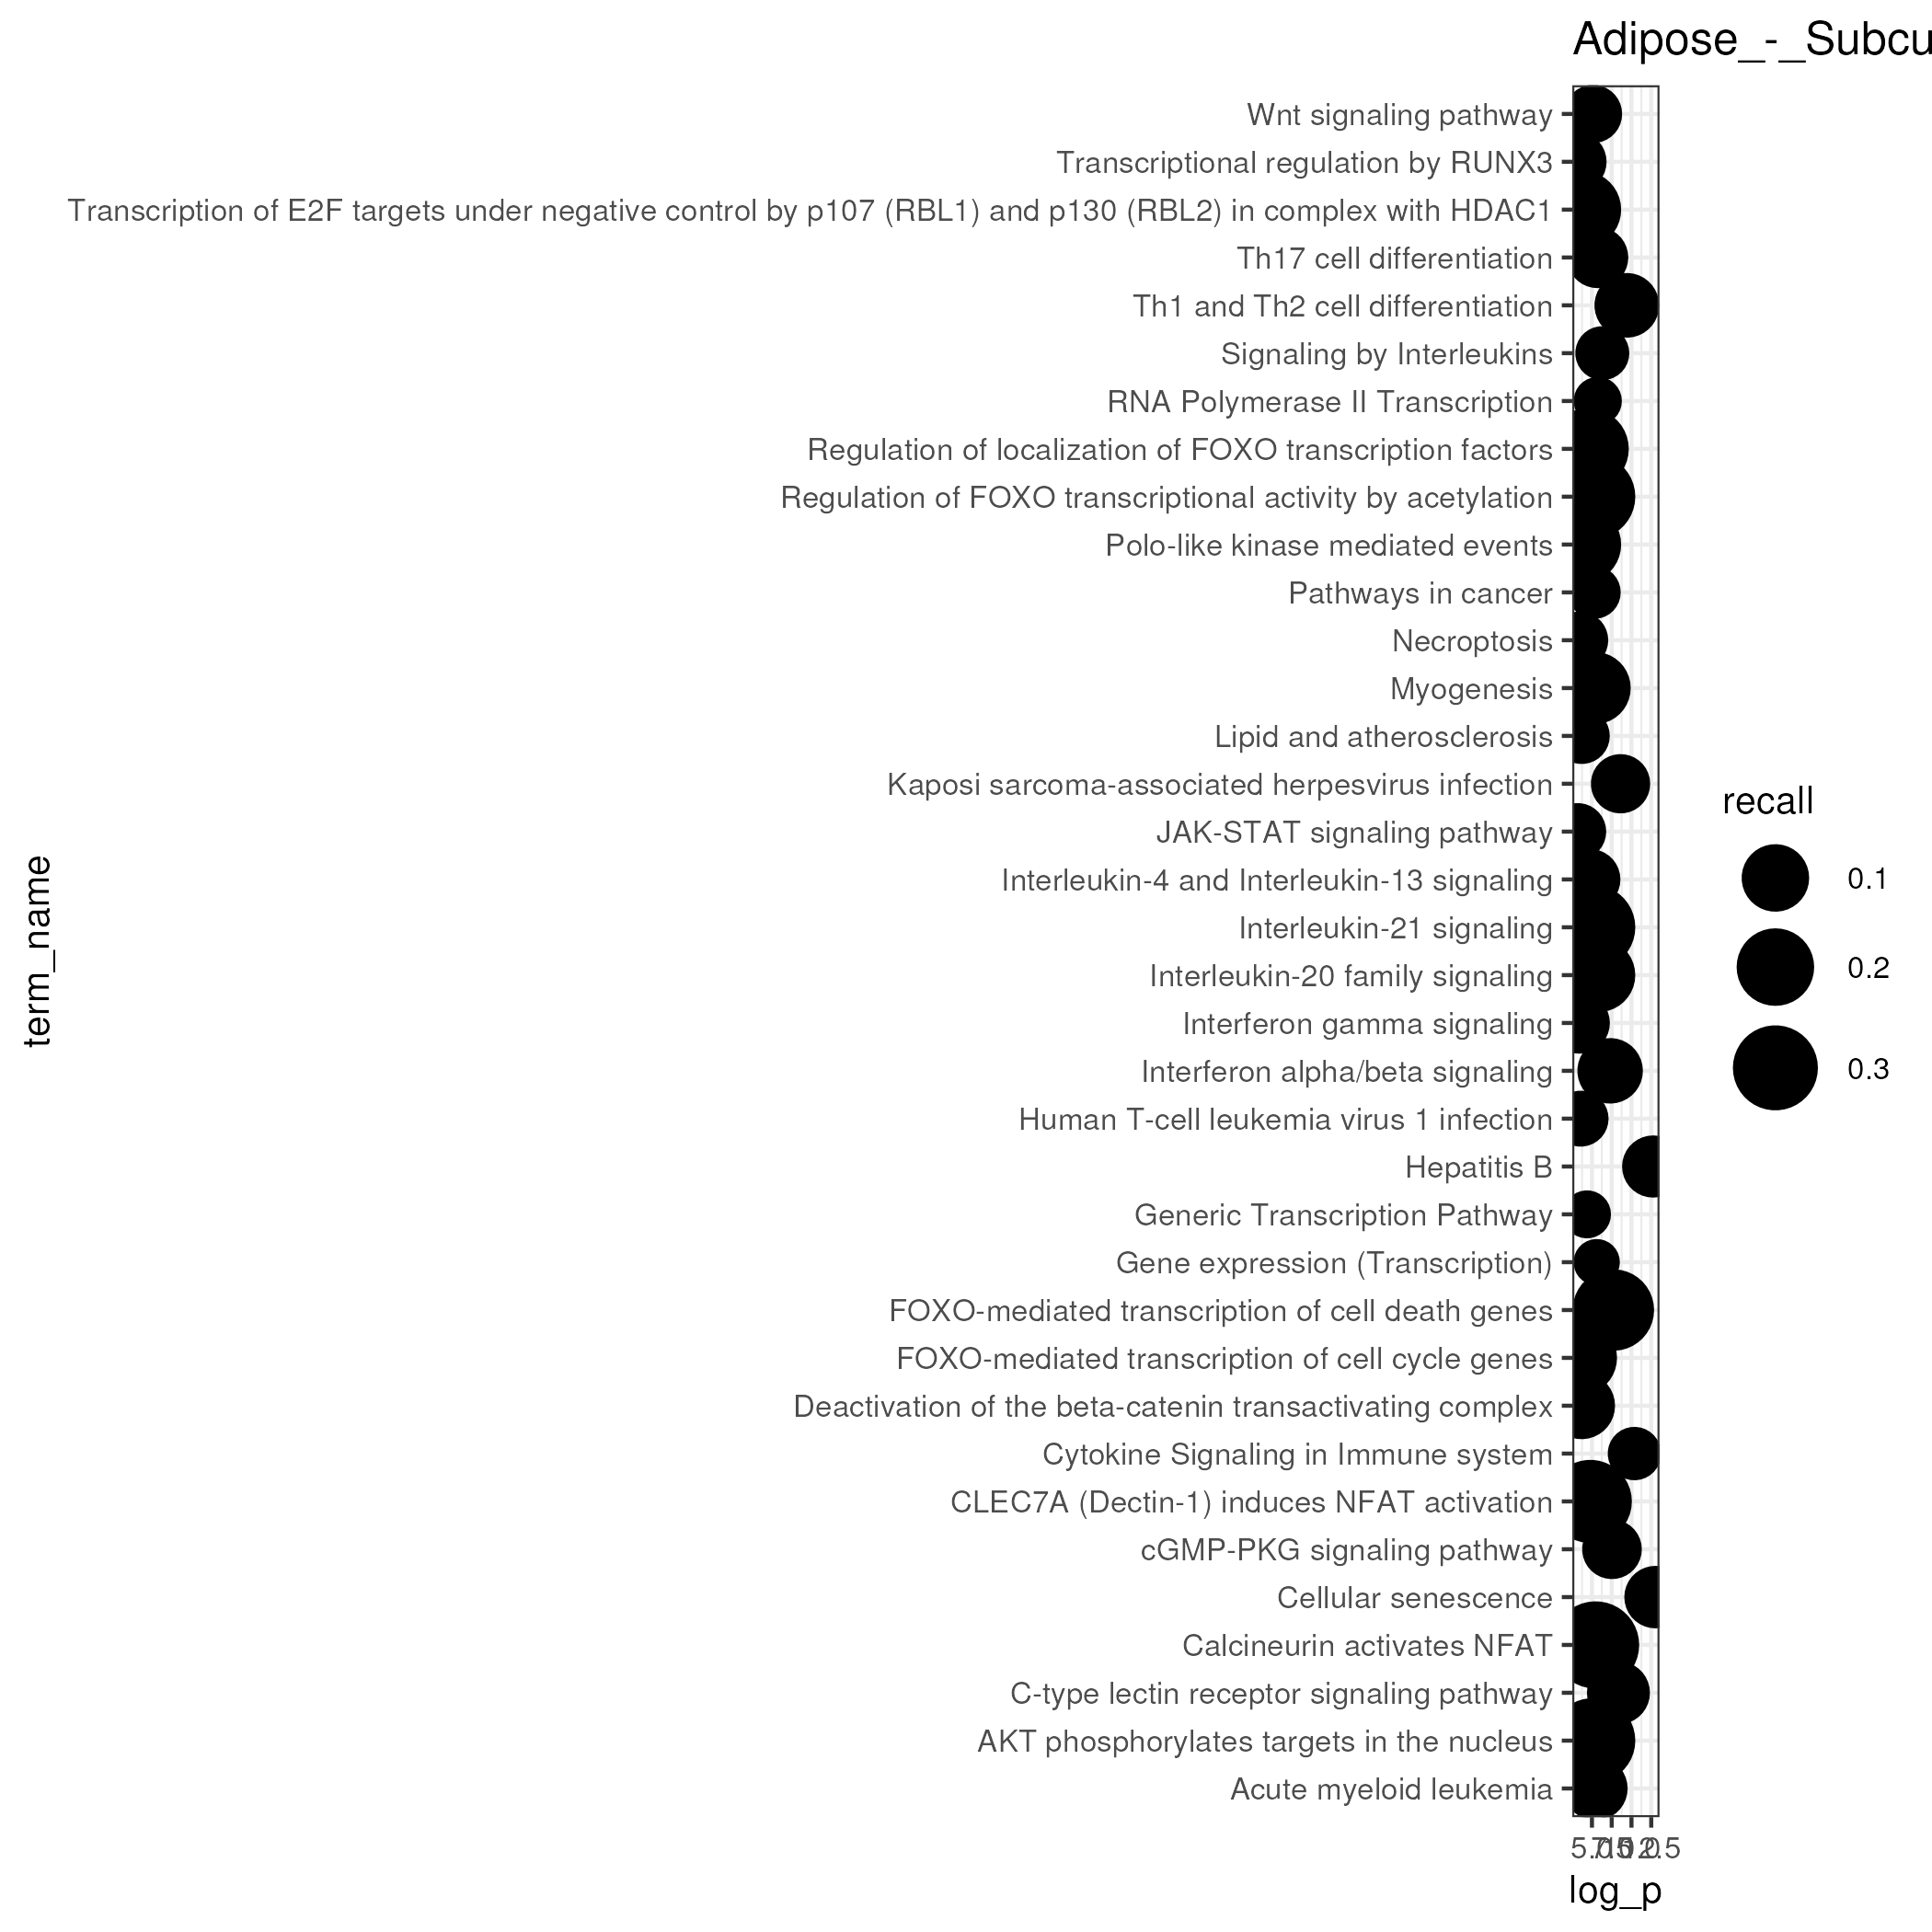 Adipose_-_Subcu
Wnt signaling pathway
Transcriptional regulation by RUNX3
Transcription of E2F targets under negative control by p107 (RBL1) and p130 (RBL2) in complex with HDAC1
Th17 cell differentiation
Th1 and Th2 cell differentiation
Signaling by Interleukins
RNA Polymerase II Transcription
Regulation of localization of FOXO transcription factors
Regulation of FOXO transcriptional activity by acetylation
Polo-like kinase mediated events
Pathways in cancer
Necroptosis
Myogenesis
Lipid and atherosclerosis
Kaposi sarcoma-associated herpesvirus infection
JAK-STAT signaling pathway
Interleukin-4 and Interleukin-13 signaling
Interleukin-21 signaling
Interleukin-20 family signaling
Interferon gamma signaling
Interferon alpha/beta signaling
Human T-cell leukemia virus 1 infection
Hepatitis B
Generic Transcription Pathway
Gene expression (Transcription)
FOXO-mediated transcription of cell death genes
FOXO-mediated transcription of cell cycle genes
Deactivation of the beta-catenin transactivating complex
Cytokine Signaling in Immune system
CLEC7A (Dectin-1) induces NFAT activation
cGMP-PKG signaling pathway
Cellular senescence
Calcineurin activates NFAT
C-type lectin receptor signaling pathway
AKT phosphorylates targets in the nucleus
Acute myeloid leukemia
term_name
log_p
recall
0.1
0.2
0.3